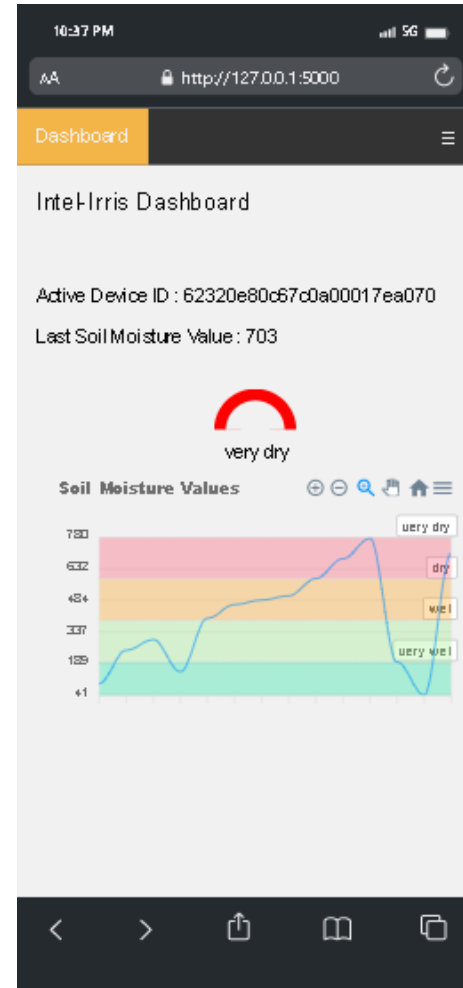 10:37 PM
5G
AA
http://127.0.0.1:5000
Dashboard
Intel-Irris Dashboard
Active Device ID : 62320e80c67c0a00017ea070
Last Soil Moisture Value : 703
very dry
Soil Moisture Values
very dry
780
632
dry
484
wet
337
189
very wet
41